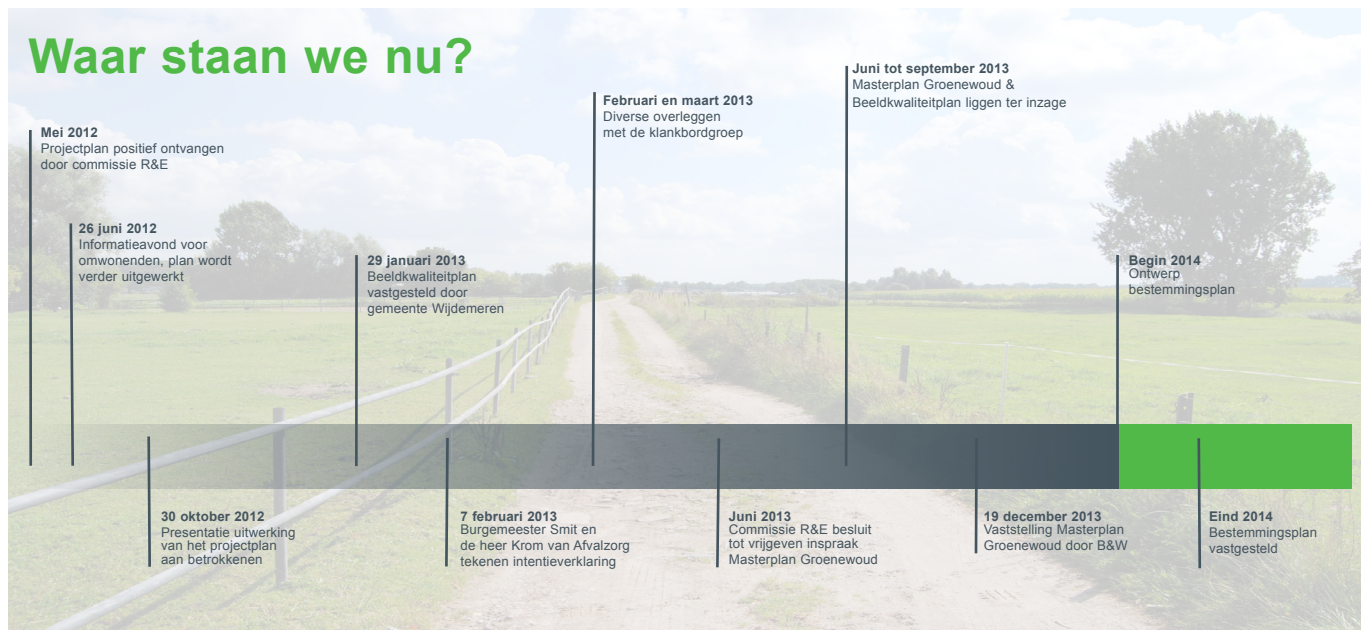 Waar staan we nu?
Mei 2012
Projectplan positief ontvangen
door commissie R&E
26 juni 2012
Informatieavond voor
omwonenden, plan wordt
verder uitgewerkt
30 oktober 2012
Presentatie uitwerking
van het projectplan
aan betrokkenen
29 januari 2013
Beeldkwaliteitplan
vastgesteld door
gemeente Wijdemeren
7 februari 2013
Burgemeester Smit en
de heer Krom van Afvalzorg
tekenen intentieverklaring
Februari en maart 2013
Diverse overleggen
met de klankbordgroep
Juni 2013
Commissie R&E besluit
tot vrijgeven inspraak
Masterplan Groenewoud
Juni tot september 2013
Masterplan Groenewoud &
Beeldkwaliteitplan liggen ter inzage
19 december 2013
Vaststelling Masterplan
Groenewoud door B&W
Begin 2014
Ontwerp
bestemmingsplan
Eind 2014
Bestemmingsplan
vastgesteld